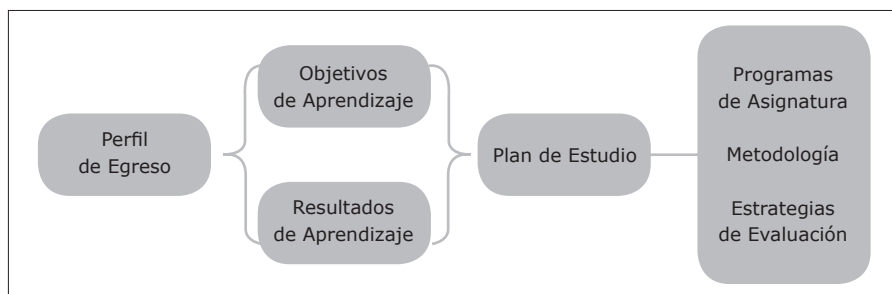 Perfil
de Egreso
Objetivos
de Aprendizaje
Resultados
de Aprendizaje
Plan de Estudio
Programas
de Asignatura
Metodología
Estrategias
de Evaluación